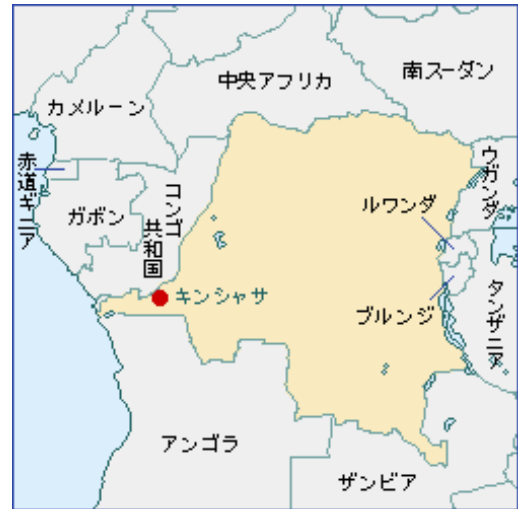 中央アフリカ
南スーダン
カメルーン
赤道ギニア
ガボン
コンゴ
共和国
ウガンダ
ルワンダ
キンシャサ
ブルンジ
タンザニア
アンゴラ
ザンビア